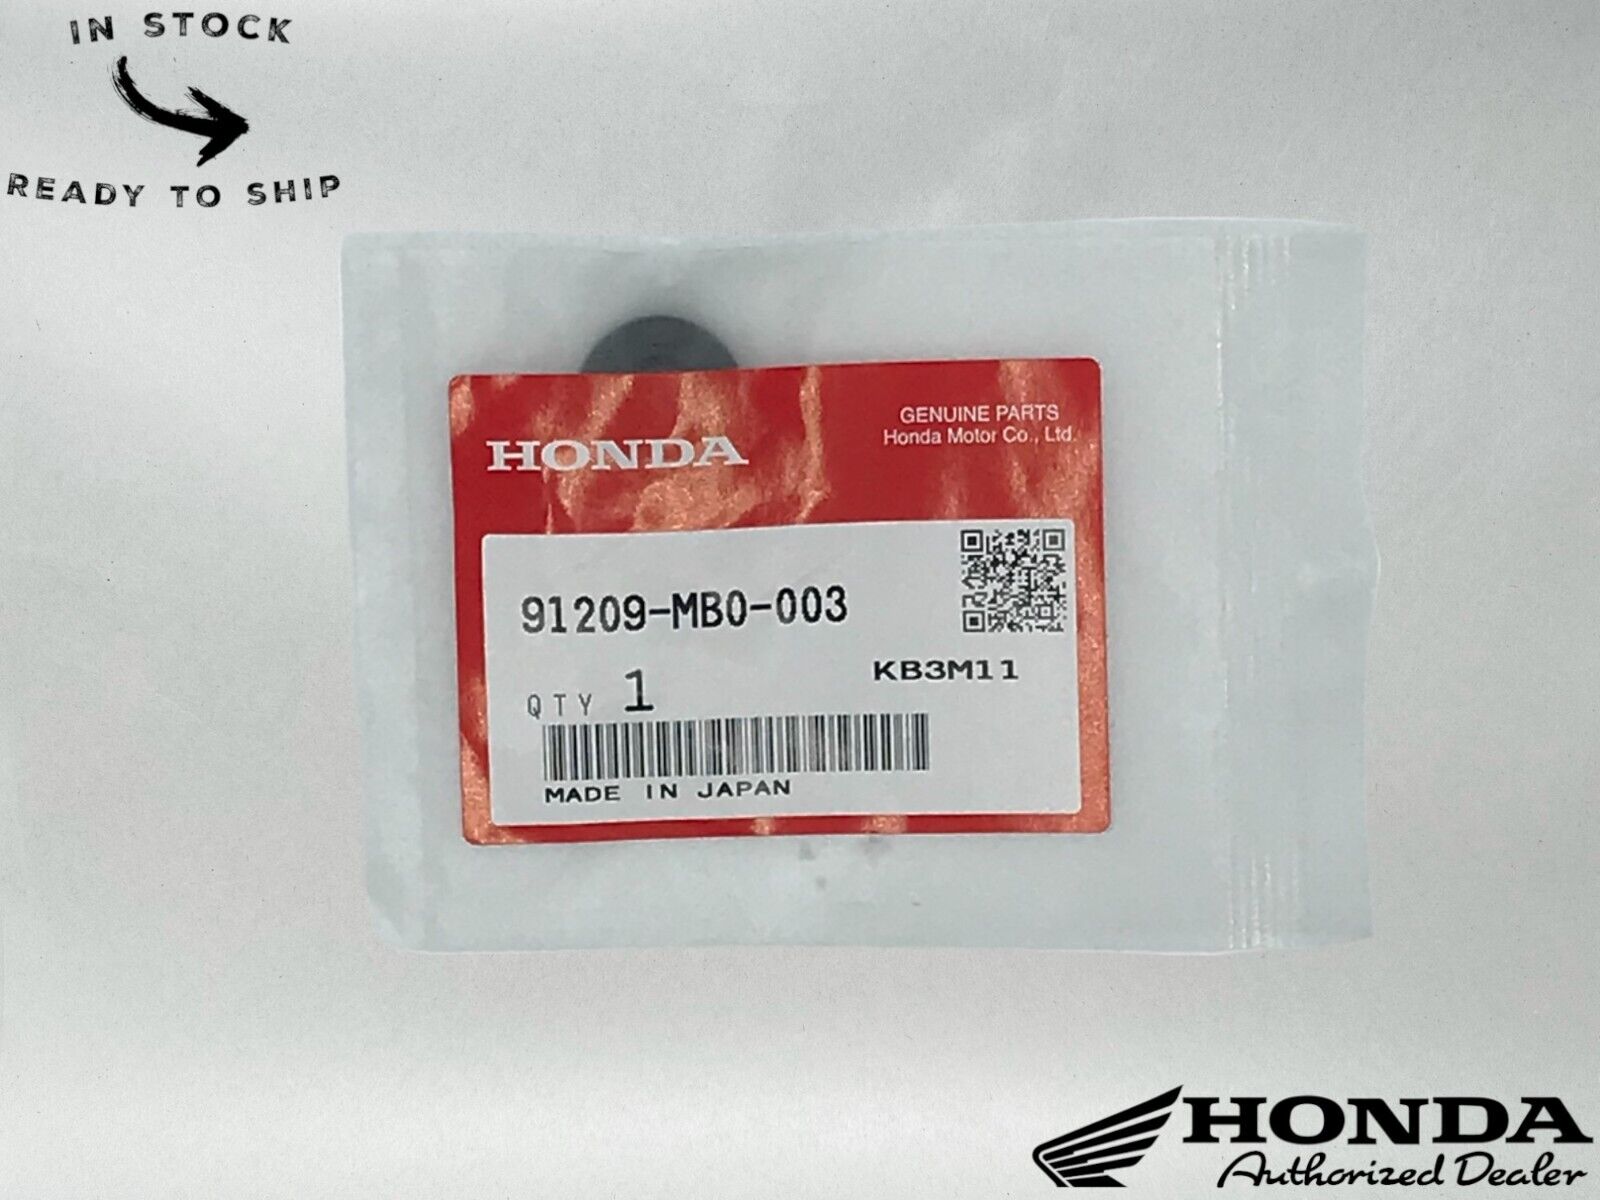 IN STOCK
READY TO SHIP
HONDA
GENUINE PARTS
Honda Motor Co., Ltd.
91209-MB0-003
KB3M11
QTY 1
MADE IN JAPAN
HONDA
Authorized Dealer